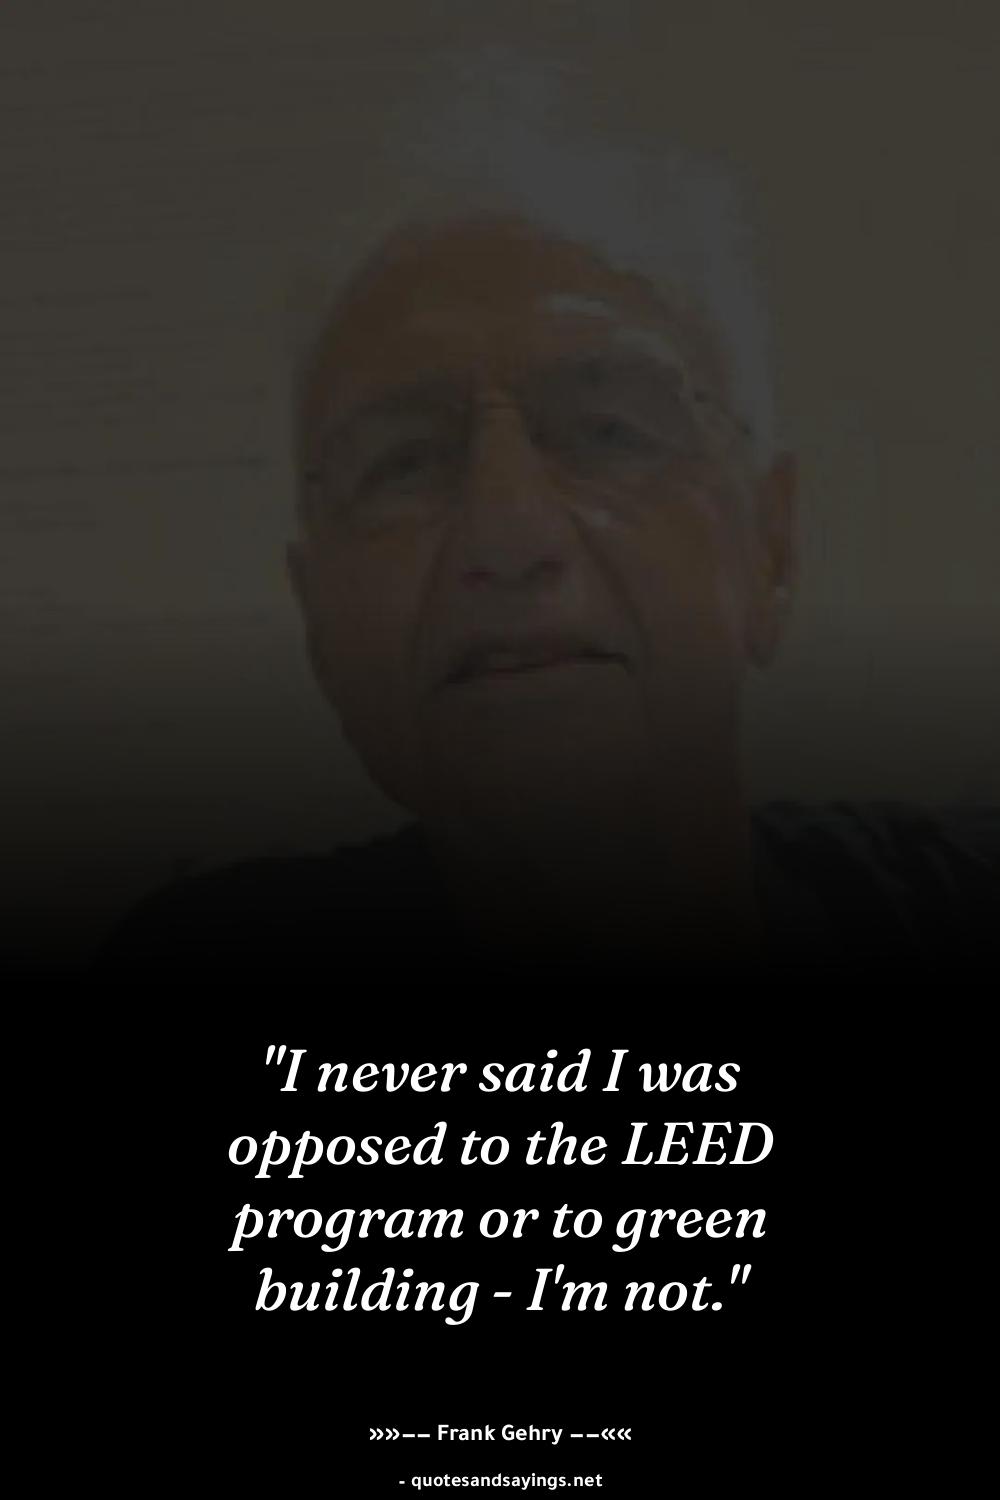 "I never said I was
opposed to the LEED
program or to green
building - I'm not."
»»—— Frank Gehry ——««
- quotesandsayings.net